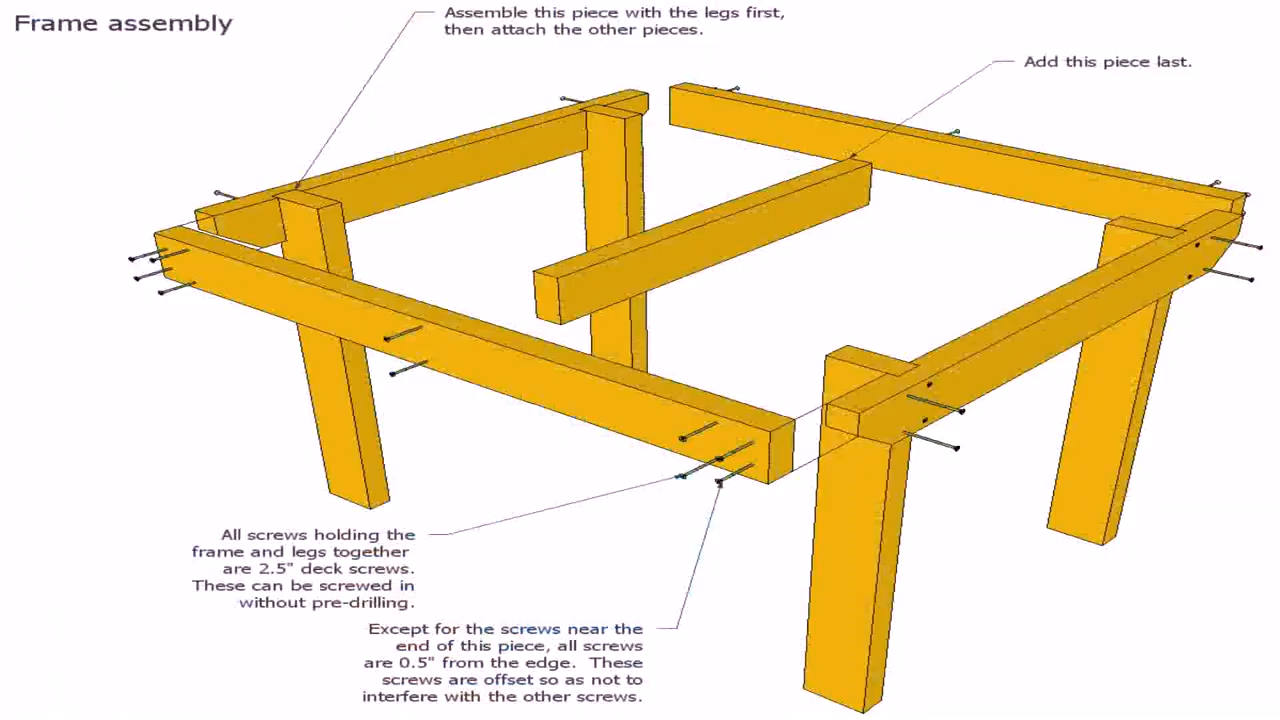 Frame assembly
Assemble this piece with the legs first,
then attach the other pieces.
Add this piece last.
All screws holding the
frame and legs together
are 2.5" deck screws.
These can be screwed in
without pre-drilling.
Except for the screws near the
end of this piece, all screws
are 0.5" from the edge. These
screws are offset so as not to
interfere with the other screws.